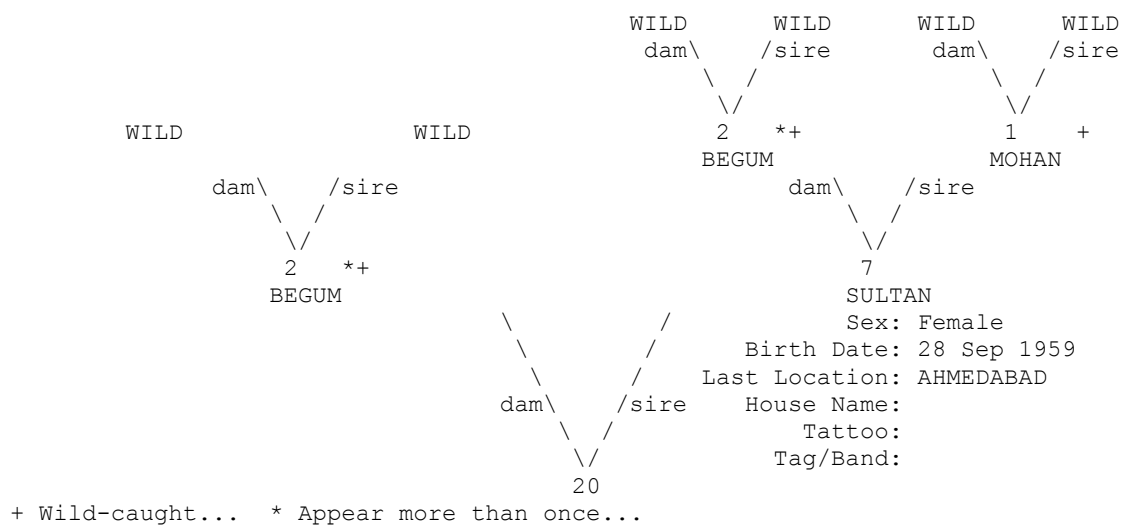 WILD WILD WILD WILD
dam\ /sire dam\ /sire
\ / \ /
\/ \/
WILD WILD 2 *+ 1 +
BEGUM MOHAN
dam\ /sire dam\ /sire
\ / \ /
\/ \/
2 *+ 7
BEGUM SULTAN
\ / Sex: Female
\ / Birth Date: 28 Sep 1959
\ / Last Location: AHMEDABAD
dam\ /sire House Name:
\ / Tattoo:
\/ Tag/Band:
20
+ Wild-caught... * Appear more than once...